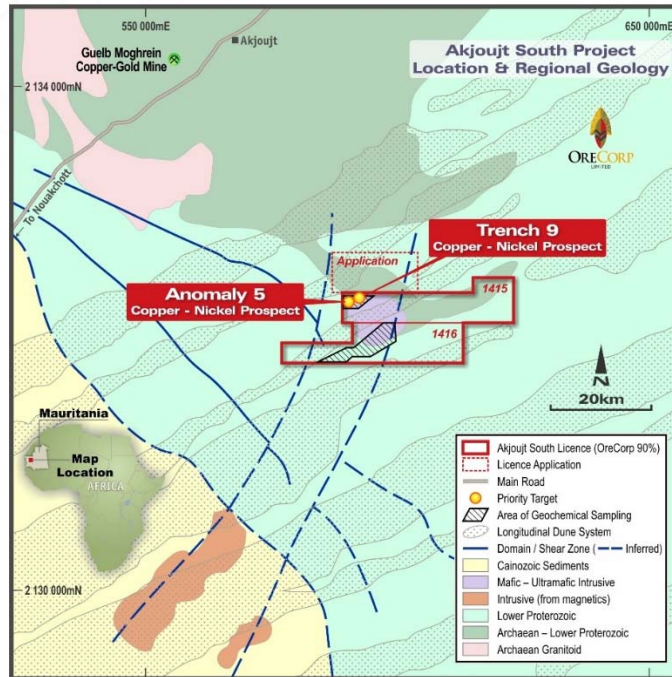 550 000mE
650 000mE
Guelb Moghrein
Copper-Gold Mine
Akjoujt
Akjoujt South Project
Location & Regional Geology
2 134 000mN
ORECORP
LIMITED
To Nouakchott
Trench 9
Copper - Nickel Prospect
Application
Anomaly 5
Copper - Nickel Prospect
1415
1416
N
20km
Mauritania
Map
Location
AFRICA
Akjoujt South Licence (OreCorp 90%)
Licence Application
Main Road
Priority Target
Area of Geochemical Sampling
Longitudinal Dune System
Domain / Shear Zone ( Inferred)
Cainozoic Sediments
Mafic – Ultramafic Intrusive
Intrusive (from magnetics)
Lower Proterozoic
Archaean – Lower Proterozoic
Archaean Granitoid
2 130 000mN